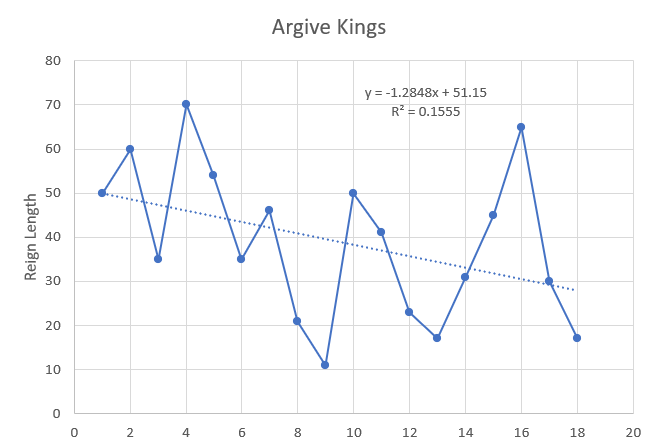 Argive Kings
80
70
60
50
40
30
20
10
0
Reign Length
y = -1.2848x + 51.15
R² = 0.1555
0 2 4 6 8 10 12 14 16 18 20